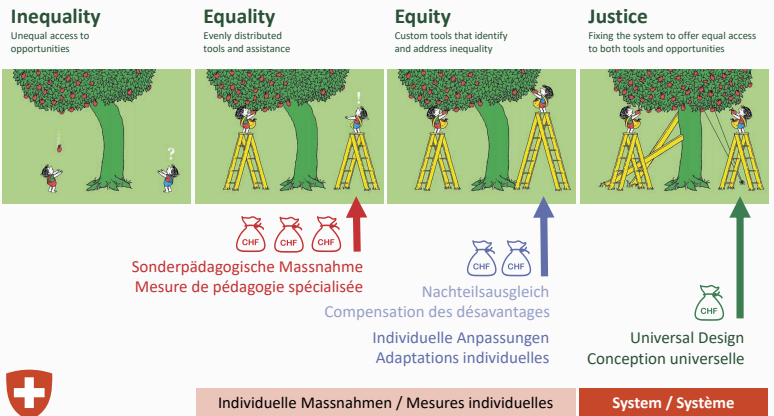 Inequality
Unequal access to
opportunities
Equality
Evenly distributed
tools and assistance
Equity
Custom tools that identify
and address inequality
Justice
Fixing the system to offer equal access
to both tools and opportunities
?
!
!
CHF
CHF
CHF
Sonderpädagogische Massnahme
Mesure de pédagogie spécialisée
CHF
CHF
Nachteilsausgleich
Compensation des désavantages
Individuelle Anpassungen
Adaptations individuelles
CHF
Universal Design
Conception universelle
Individuelle Massnahmen / Mesures individuelles
System / Système